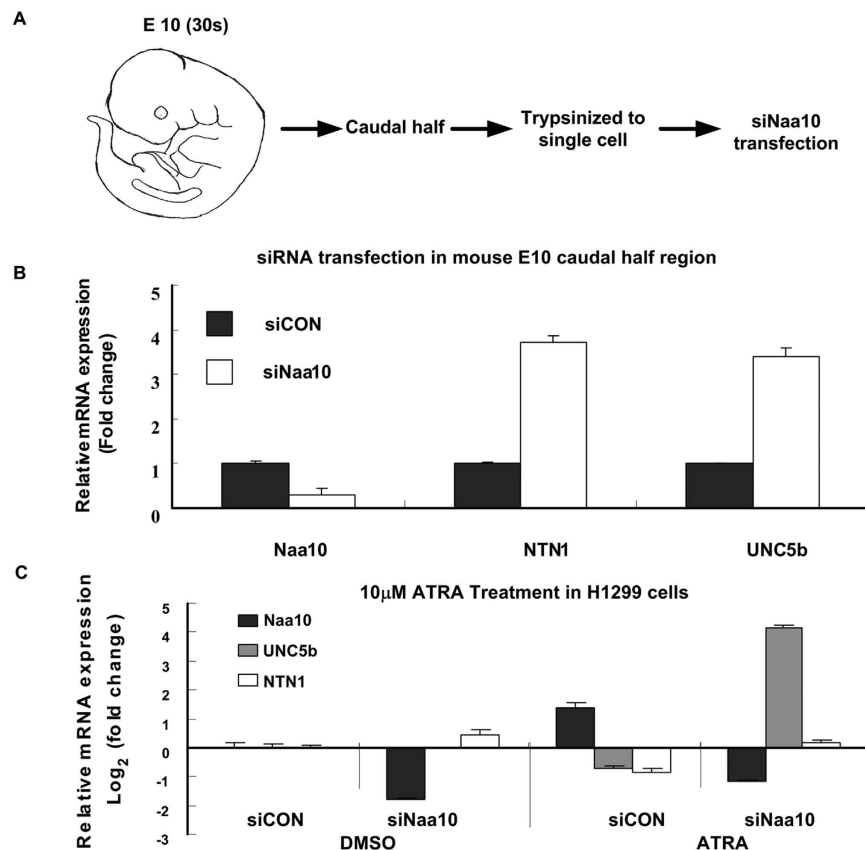 A
E 10 (30s)
Caudal half
Trypsinized to
single cell
siNaa10
transfection
B
siRNA transfection in mouse E10 caudal half region
Relative mRNA expression
(Fold change)
5
4
3
2
1
0
siCON
siNaa10
Naa10
NTN1
UNC5b
C
10μM ATRA Treatment in H1299 cells
Relative mRNA expression
Log2 (fold change)
5
4
3
2
1
0
-1
-2
-3
Naa10
UNC5b
NTN1
siCON
siNaa10
siCON
siNaa10
DMSO
ATRA